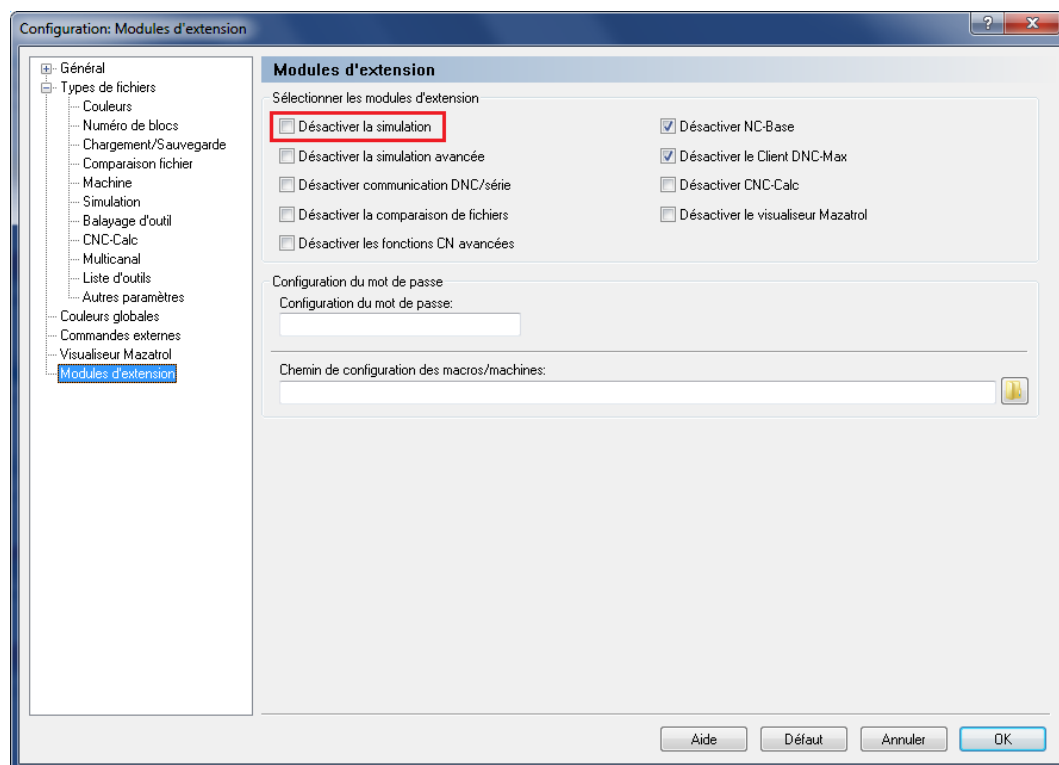 Configuration: Modules d'extension
Général
Types de fichiers
Couleurs
Numéro de blocs
Chargement/Sauvegarde
Comparaison fichier
Machine
Simulation
Balayage d'outil
CNC-Calc
Multicanal
Liste d'outils
Autres paramètres
Couleurs globales
Commandes externes
Visualiseur Mazatrol
Modules d'extension
Modules d'extension
Sélectionner les modules d'extension
Désactiver la simulation
Désactiver NC-Base
Désactiver la simulation avancée
Désactiver le Client DNC-Max
Désactiver communication DNC/série
Désactiver CNC-Calc
Désactiver la comparaison de fichiers
Désactiver le visualiseur Mazatrol
Désactiver les fonctions CN avancées
Configuration du mot de passe
Configuration du mot de passe:
Chemin de configuration des macros/machines:
Aide
Défaut
Annuler
OK